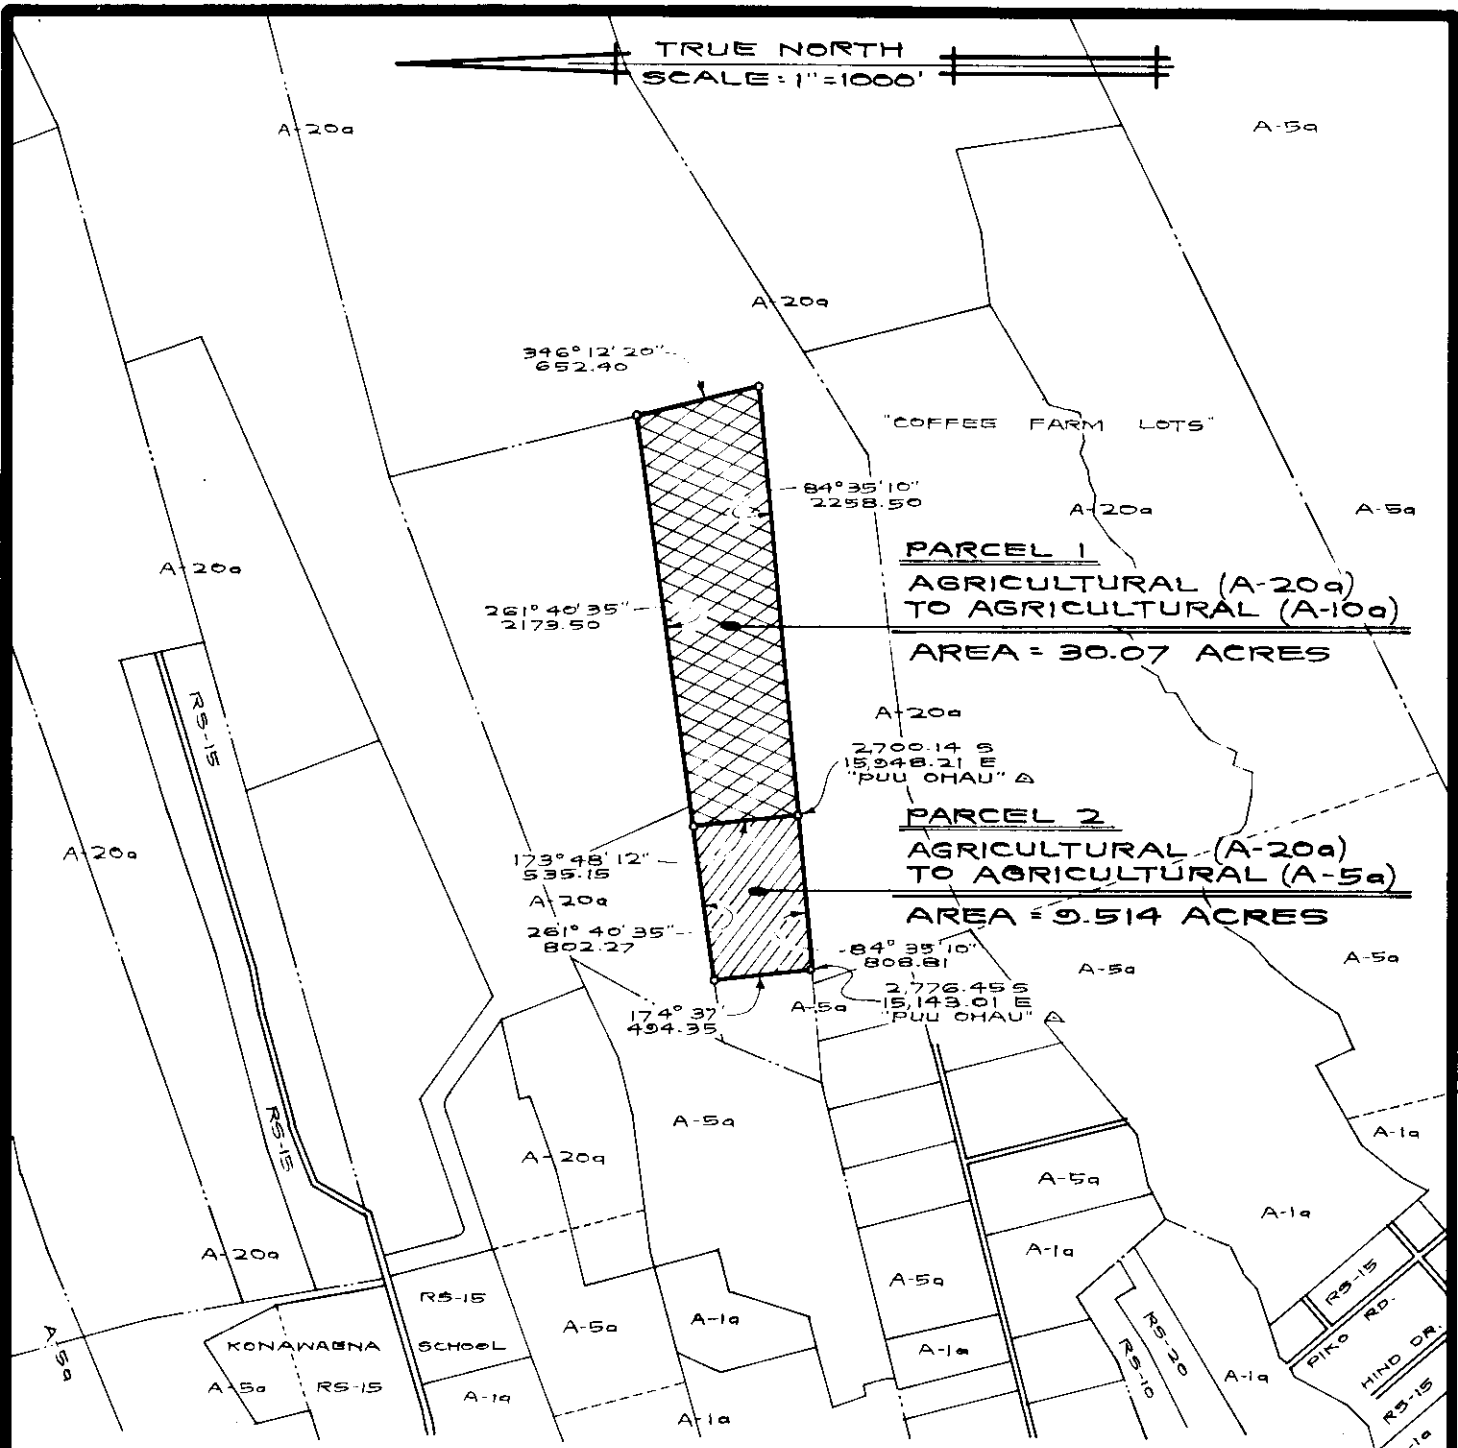 TRUE NORTH
SCALE: 1"=1000'
A-20a
A-5a
A-20a
346° 12' 20"
652.40
"COFFEE FARM LOTS"
84° 35' 10"
2258.50
A-20a
A-5a
PARCEL 1
AGRICULTURAL (A-20a)
TO AGRICULTURAL (A-10a)
AREA = 30.07 ACRES
A-20a
261° 40' 35"
2173.50
RS-15
A-20a
2700.14 S
15,948.21 E
"PUU OHAU" △
PARCEL 2
AGRICULTURAL (A-20a)
TO AGRICULTURAL (A-5a)
AREA = 9.514 ACRES
A-20a
173° 48' 12"
535.15
A-20a
261° 40' 35"
802.27
84° 35' 10"
808.81
2,776.45 S
15,143.01 E
"PUU OHAU" △
A-5a
A-5a
A-5a
174° 37'
494.35
RS-15
A-5a
A-20a
A-5a
A-1a
A-1a
A-20a
A-1a
A-5a
RS-15
RS-15
A-5a
A-1a
A-1a
A-5a
KONAWAENA SCHOOL
A-5a
RS-15
A-1a
A-1a
RS-10
RS-20
A-1a
PIKO RD.
HIND DR.
RS-15
-1a